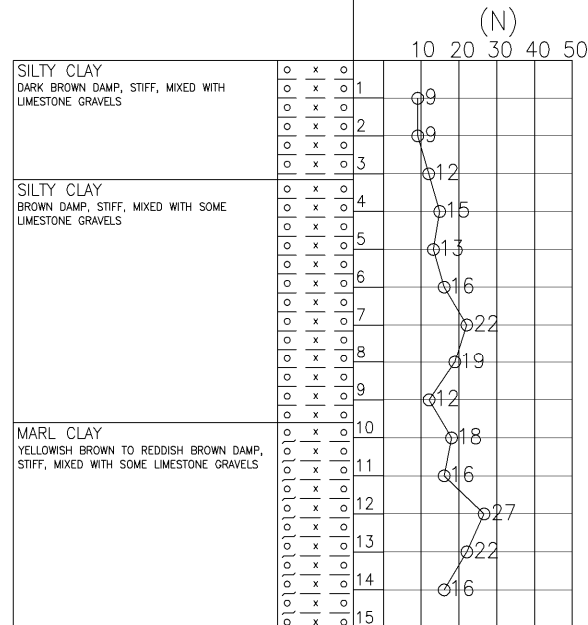 (N)
10 20 30 40 50
SILTY CLAY
DARK BROWN DAMP, STIFF, MIXED WITH
LIMESTONE GRAVELS
1
9
2
9
3
12
SILTY CLAY
BROWN DAMP, STIFF, MIXED WITH SOME
LIMESTONE GRAVELS
4
15
5
13
6
16
7
22
8
19
9
12
MARL CLAY
YELLOWISH BROWN TO REDDISH BROWN DAMP,
STIFF, MIXED WITH SOME LIMESTONE GRAVELS
10
18
11
16
12
27
13
22
14
16
15